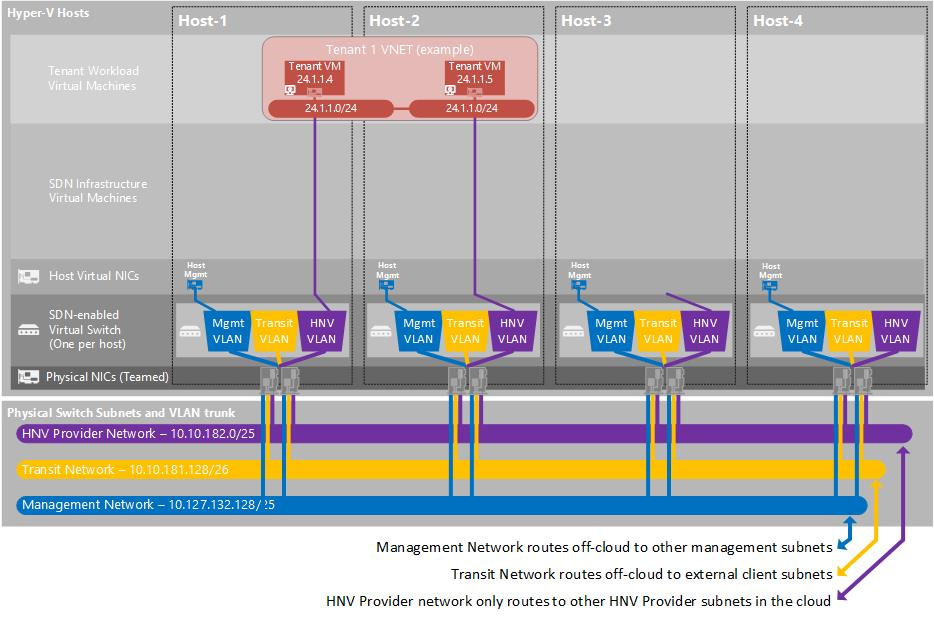 Hyper-V Hosts
Host-1
Host-2
Host-3
Host-4
Tenant Workload
Virtual Machines
Tenant 1 VNET (example)
Tenant VM
24.1.1.4
Tenant VM
24.1.1.5
24.1.1.0/24
24.1.1.0/24
SDN Infrastructure
Virtual Machines
Host Virtual NICs
Host
Mgmt
Host
Mgmt
Host
Mgmt
Host
Mgmt
SDN-enabled
Virtual Switch
(One per host)
Mgmt
VLAN
Transit
VLAN
HNV
VLAN
Mgmt
VLAN
Transit
VLAN
HNV
VLAN
Mgmt
VLAN
Transit
VLAN
HNV
VLAN
Mgmt
VLAN
Transit
VLAN
HNV
VLAN
Physical NICs (Teamed)
Physical Switch Subnets and VLAN trunk
HNV Provider Network – 10.10.182.0/25
Transit Network – 10.10.181.128/26
Management Network – 10.127.132.128/25
Management Network routes off-cloud to other management subnets
Transit Network routes off-cloud to external client subnets
HNV Provider network only routes to other HNV Provider subnets in the cloud